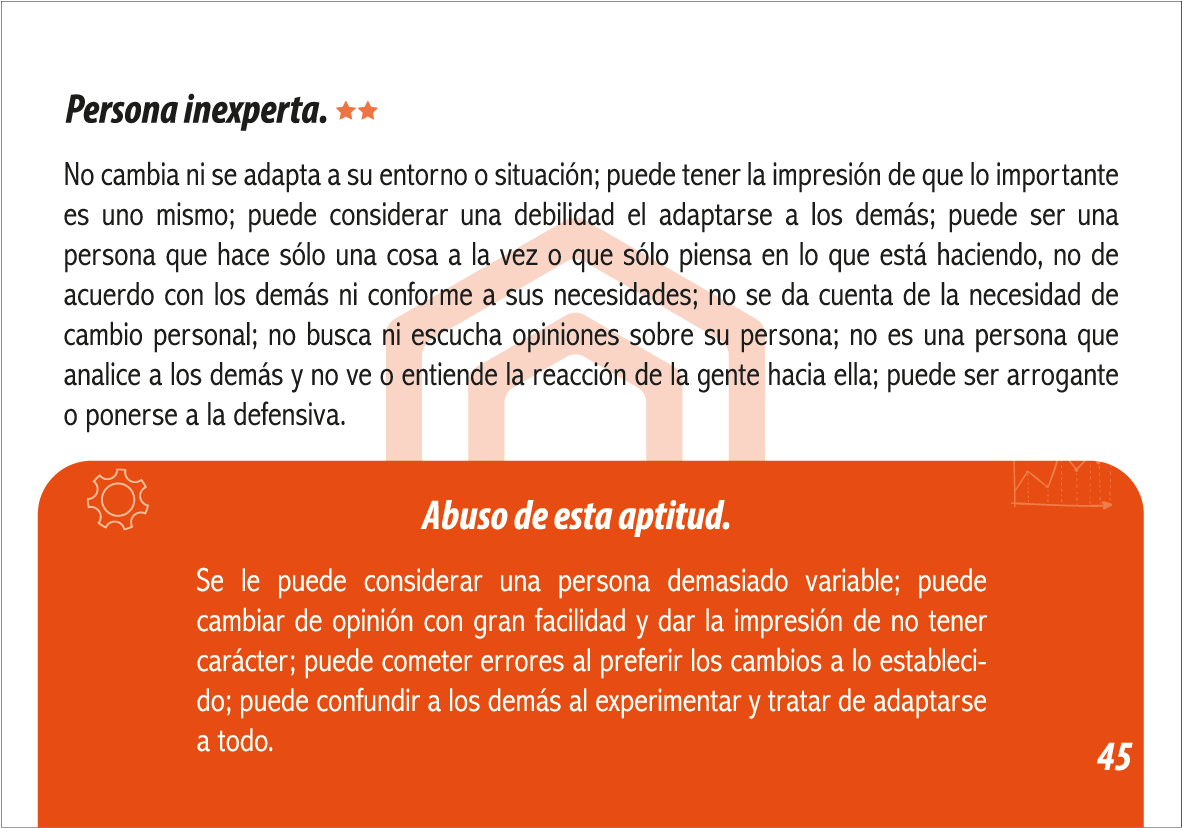 Persona inexperta. ★★
No cambia ni se adapta a su entorno o situación; puede tener la impresión de que lo importante
es uno mismo; puede considerar una debilidad el adaptarse a los demás; puede ser una
persona que hace sólo una cosa a la vez o que sólo piensa en lo que está haciendo, no de
acuerdo con los demás ni conforme a sus necesidades; no se da cuenta de la necesidad de
cambio personal; no busca ni escucha opiniones sobre su persona; no es una persona que
analice a los demás y no ve o entiende la reacción de la gente hacia ella; puede ser arrogante
o ponerse a la defensiva.
Abuso de esta aptitud.
Se le puede considerar una persona demasiado variable; puede
cambiar de opinión con gran facilidad y dar la impresión de no tener
carácter; puede cometer errores al preferir los cambios a lo estableci-
do; puede confundir a los demás al experimentar y tratar de adaptarse
a todo.
45